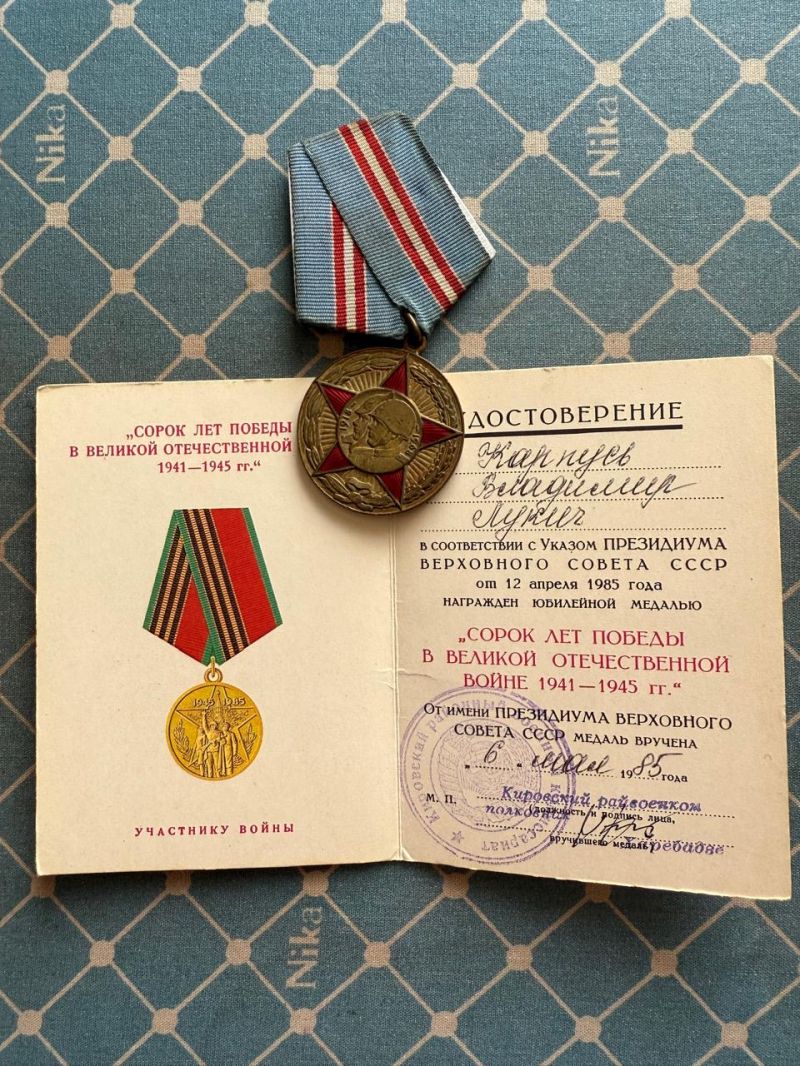 Nika
Nika
„СОРОК ЛЕТ ПОБЕДЫ
В ВЕЛИКОЙ ОТЕЧЕСТВЕННОЙ
1941—1945 гг.“
1945 1985
УЧАСТНИКУ ВОЙНЫ
ДОСТОВЕРЕНИЕ
Карпусь
Владимир
Лукич
В СООТВЕТСТВИИ С УКАЗОМ ПРЕЗИДИУМА
ВЕРХОВНОГО СОВЕТА СССР
от 12 апреля 1985 года
НАГРАЖДЕН ЮБИЛЕЙНОЙ МЕДАЛЬЮ
„СОРОК ЛЕТ ПОБЕДЫ
В ВЕЛИКОЙ ОТЕЧЕСТВЕННОЙ
ВОЙНЕ 1941—1945 гг.“
От имени ПРЕЗИДИУМА ВЕРХОВНОГО
СОВЕТА СССР МЕДАЛЬ ВРУЧЕНА
„ 6 “ мая 1985 года
М. П. Кировский райвоенком
полковник
должность и подпись лица,
вручившего медаль
Nika